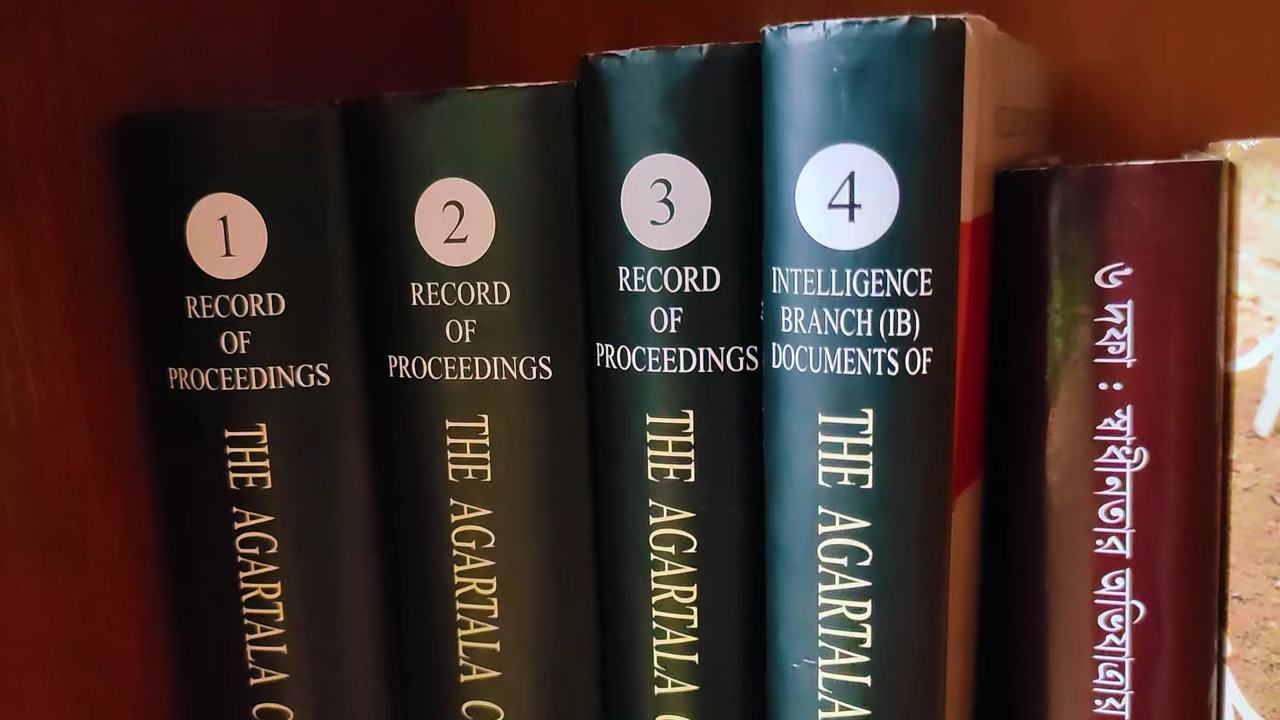 1
RECORD
OF
PROCEEDINGS
THE AGARTALA C
2
RECORD
OF
PROCEEDINGS
THE AGARTALA C
3
RECORD
OF
PROCEEDINGS
THE AGARTALA C
4
INTELLIGENCE
BRANCH (IB)
DOCUMENTS OF
THE AGARTALA
৬ দফা : স্বাধীনতার অভিযাত্রায়